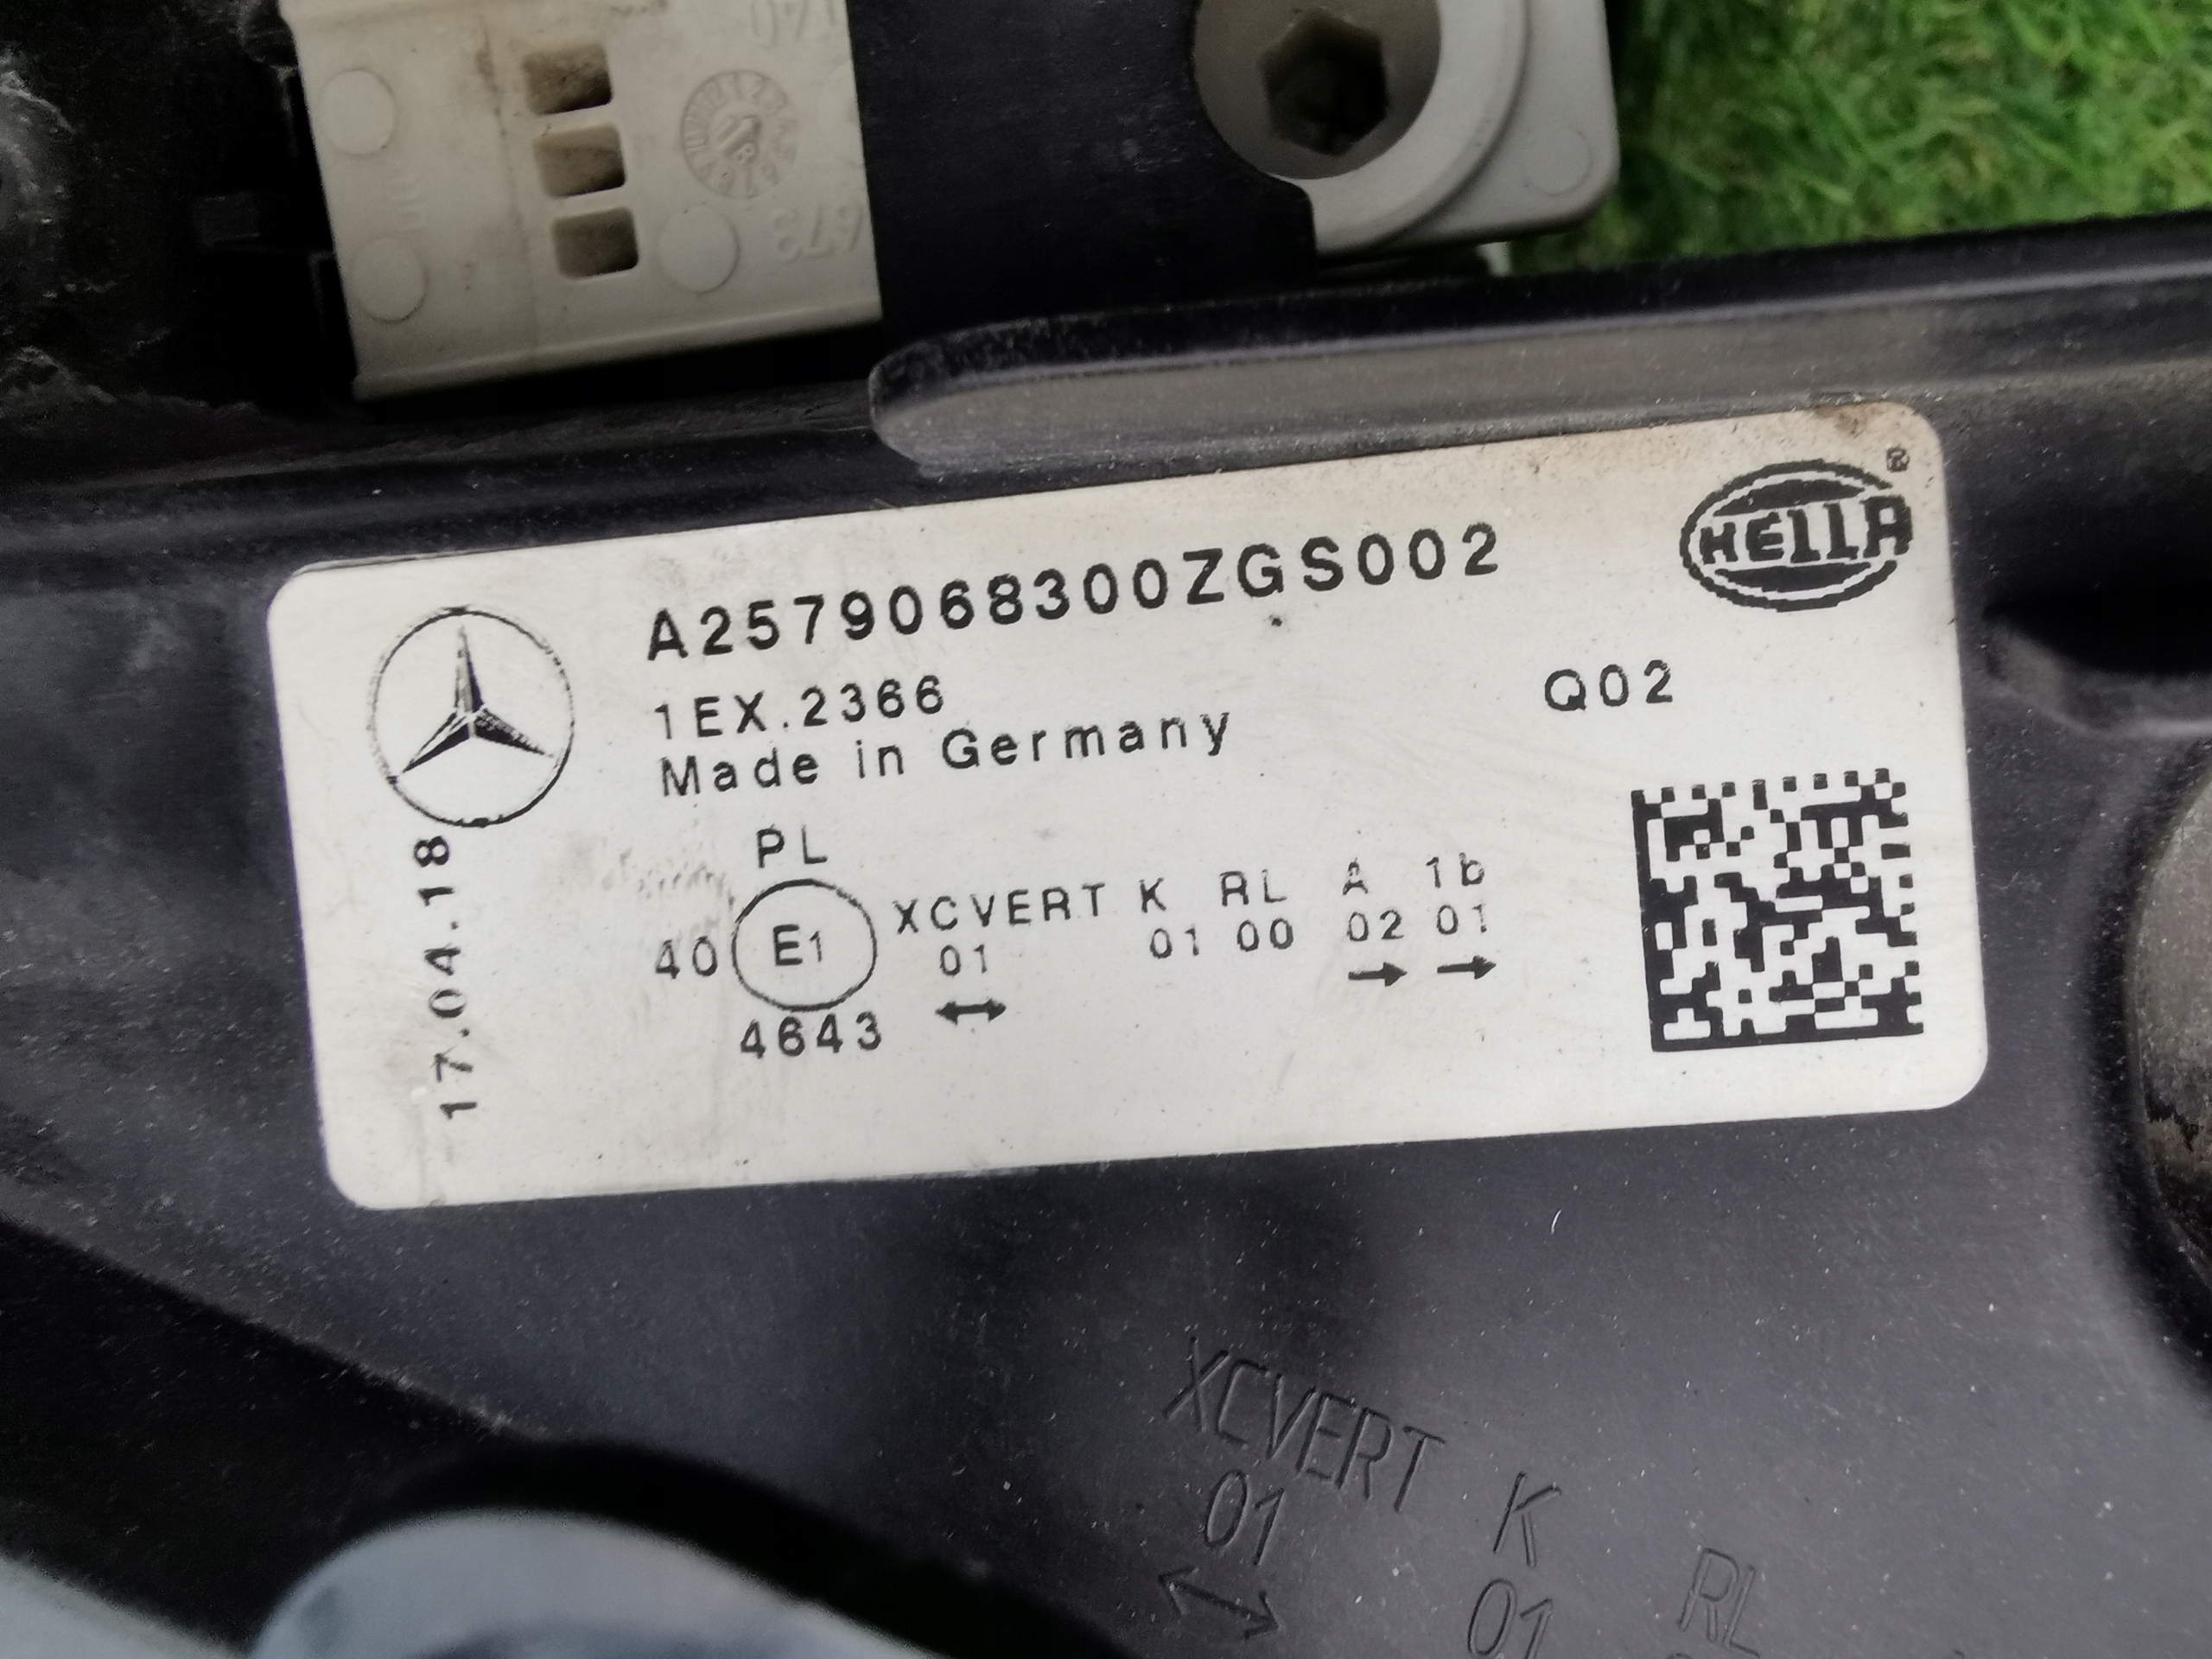 673
A2579068300ZGS002
HELLA®
1EX.2366
Q02
Made in Germany
17.04.18
PL
40 E1 XCVERT K RL A 1b
01 01 00 02 01
↔ → →
4643
XCVERT K RL
01 01
↔